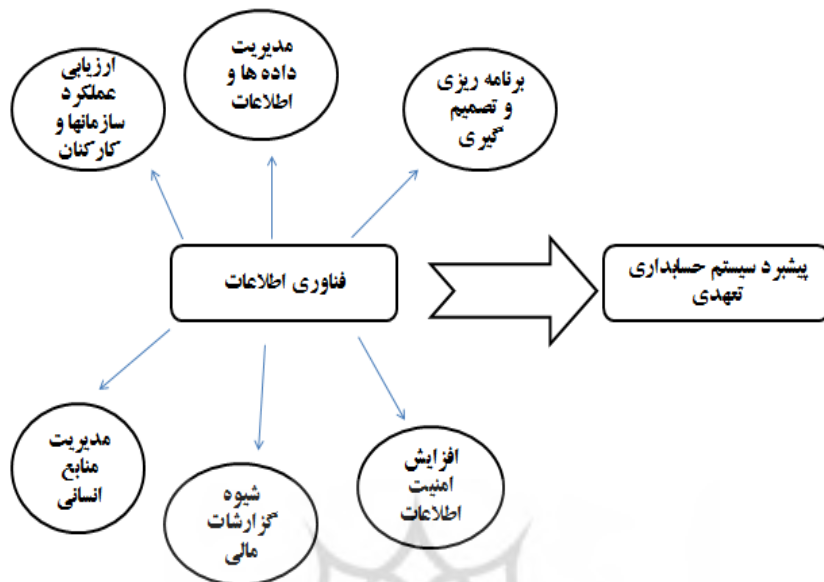 برنامه ریزی
و تصمیم
گیری
مدیریت
داده ها و
اطلاعات
ارزیابی
عملکرد
سازمانها و
کارکنان
پیشبرد سیستم حسابداری
تعهدی
فناوری اطلاعات
افزایش
امنیت
اطلاعات
شیوه
گزارشات
مالی
مدیریت
منابع
انسانی